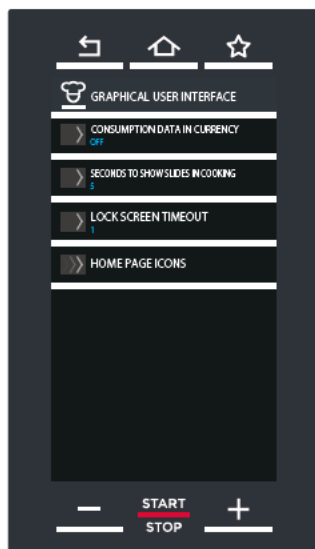 GRAPHICAL USER INTERFACE
CONSUMPTION DATA IN CURRENCY
OFF
SECONDS TO SHOW SLIDES IN COOKING
5
LOCK SCREEN TIMEOUT
1
HOME PAGE ICONS
START
STOP